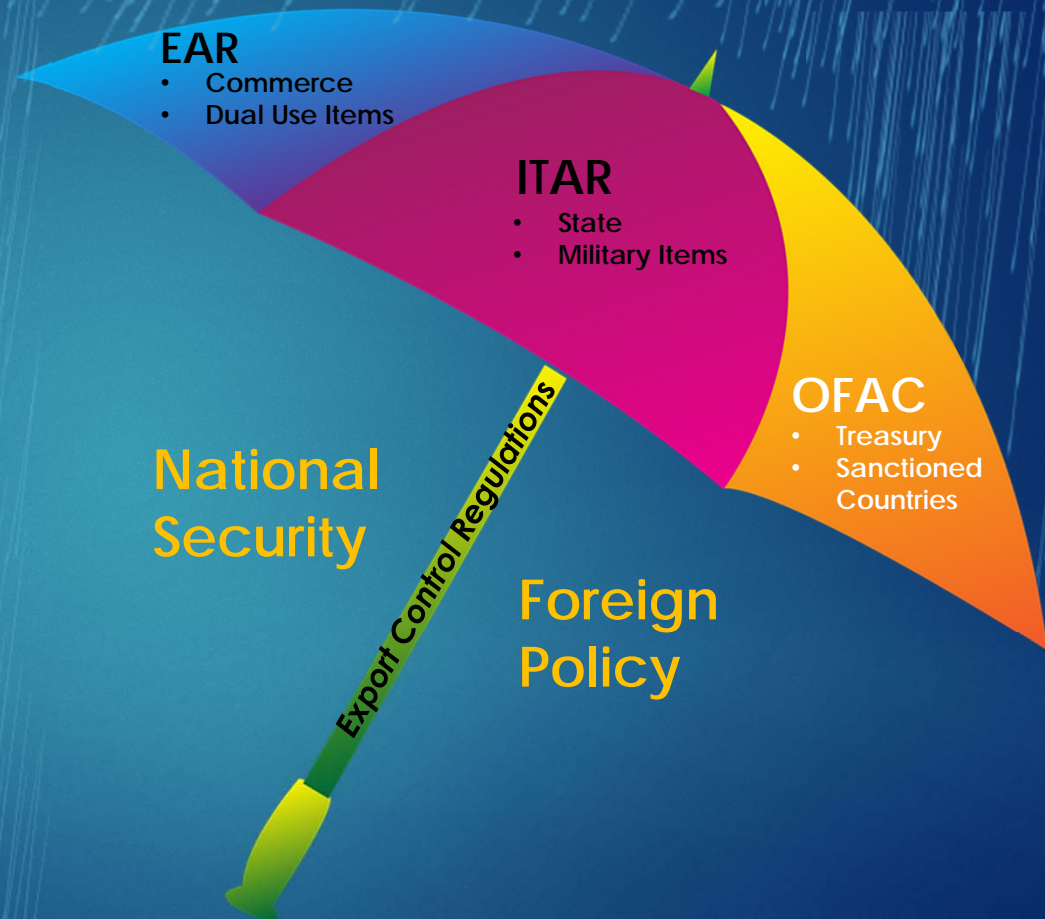 EAR
• Commerce
• Dual Use Items
ITAR
• State
• Military Items
OFAC
• Treasury
• Sanctioned
Countries
National
Security
Export Control Regulations
Foreign
Policy